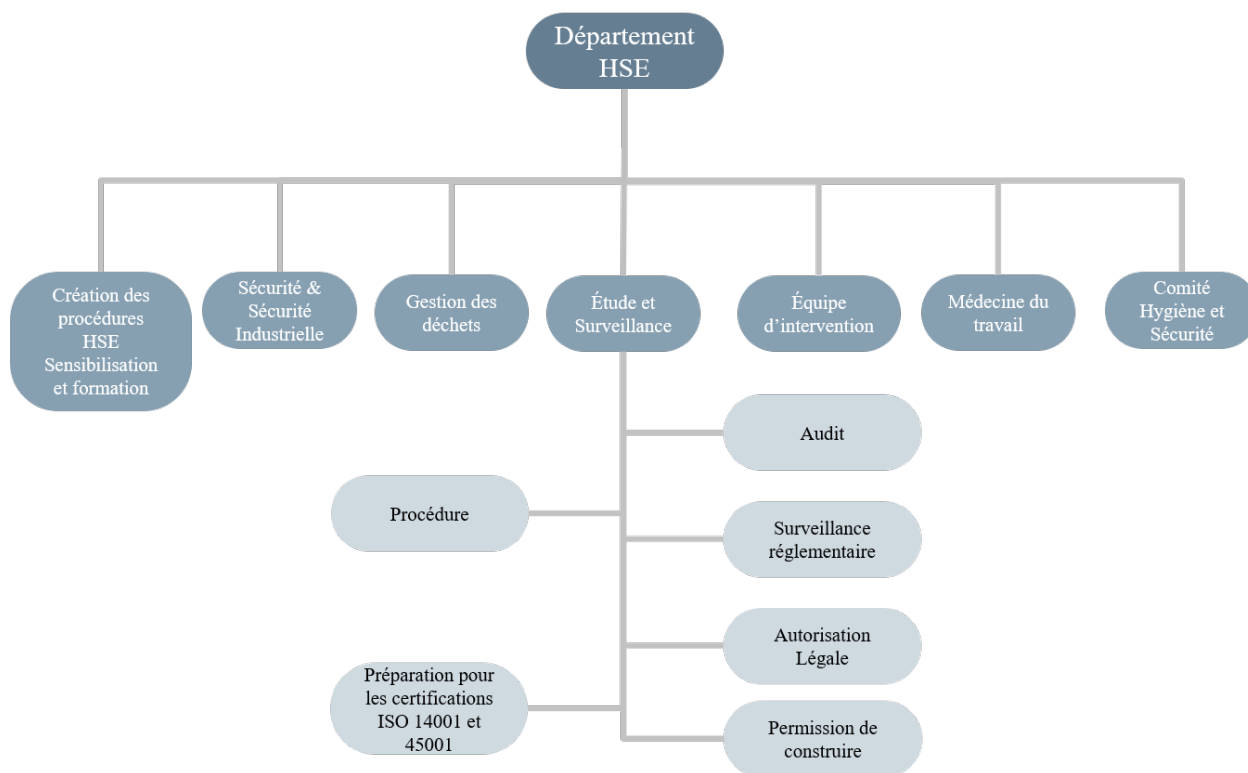 Département
HSE
Création des
procédures
HSE
Sensibilisation
et formation
Sécurité &
Sécurité
Industrielle
Gestion des
déchets
Étude et
Surveillance
Équipe
d’intervention
Médecine du
travail
Comité
Hygiène et
Sécurité
Audit
Procédure
Surveillance
réglementaire
Autorisation
Légale
Préparation pour
les certifications
ISO 14001 et
45001
Permission de
construire